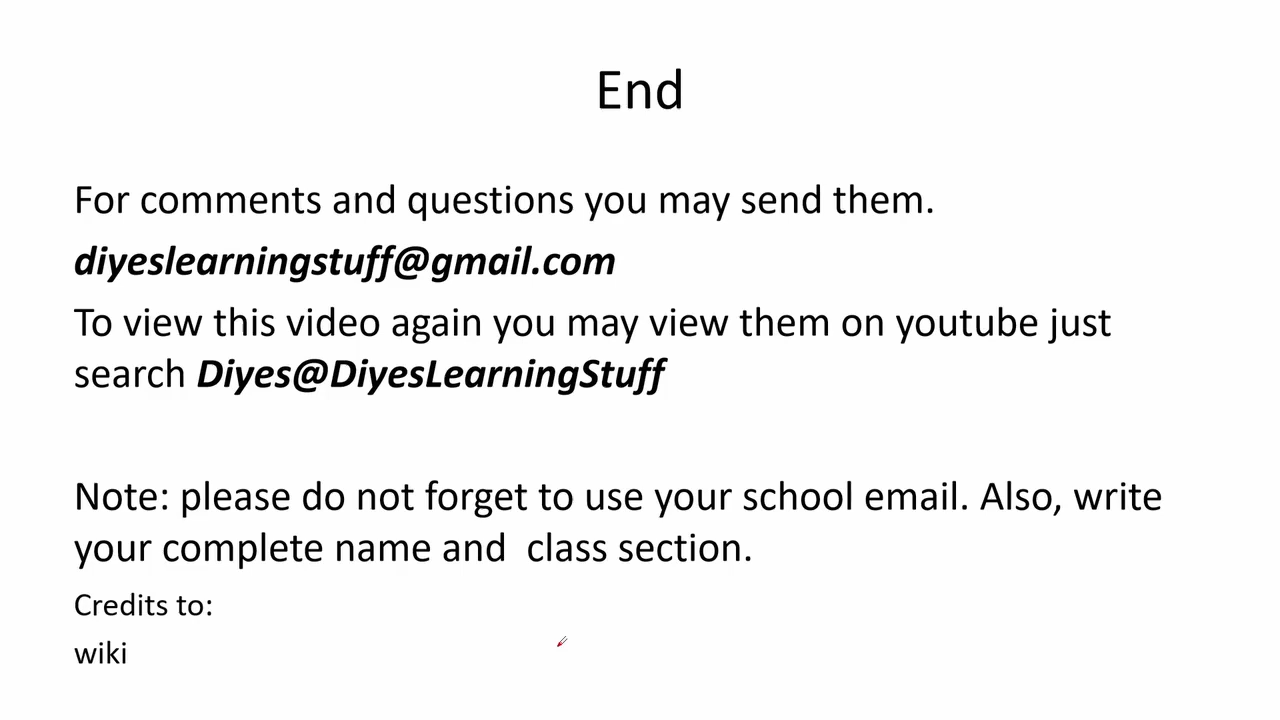 End
For comments and questions you may send them.
diyeslearningstuff@gmail.com
To view this video again you may view them on youtube just
search Diyes@DiyesLearningStuff
Note: please do not forget to use your school email. Also, write
your complete name and  class section.
Credits to:
wiki